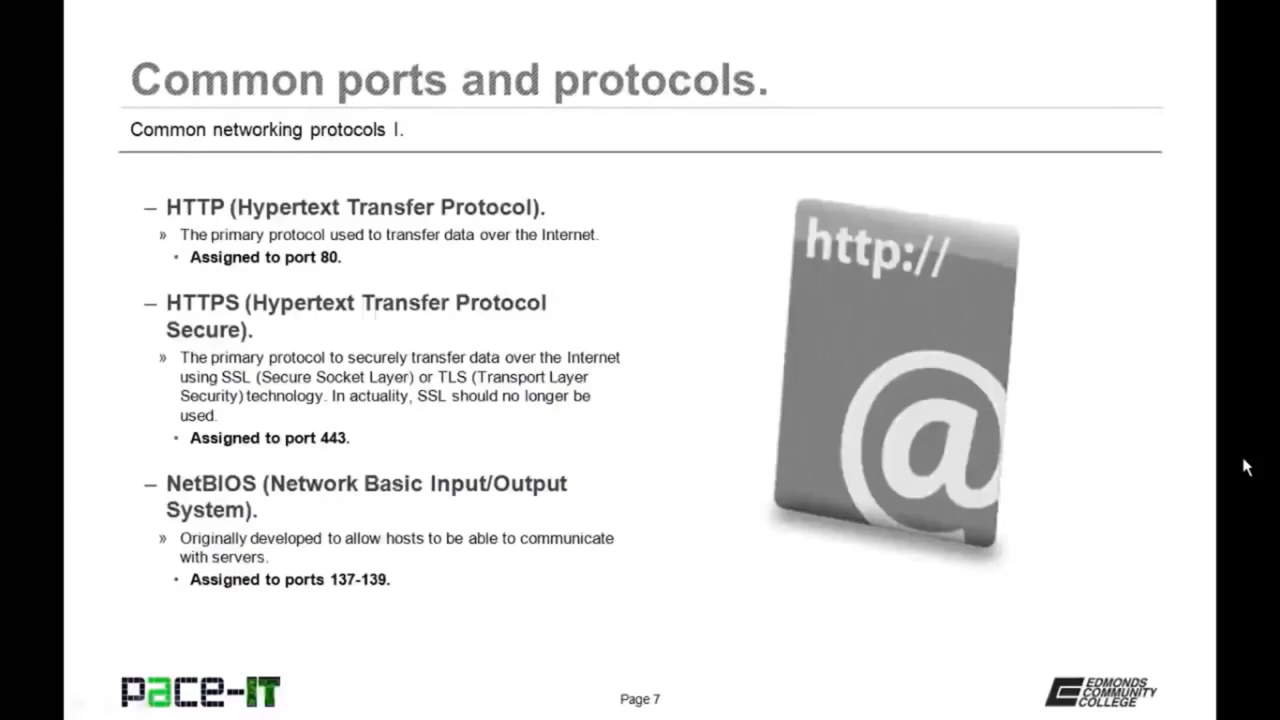 Common ports and protocols.
Common networking protocols I.
– HTTP (Hypertext Transfer Protocol).
» The primary protocol used to transfer data over the Internet.
• Assigned to port 80.
– HTTPS (Hypertext Transfer Protocol
Secure).
» The primary protocol to securely transfer data over the Internet
using SSL (Secure Socket Layer) or TLS (Transport Layer
Security) technology. In actuality, SSL should no longer be
used.
• Assigned to port 443.
– NetBIOS (Network Basic Input/Output
System).
» Originally developed to allow hosts to be able to communicate
with servers.
• Assigned to ports 137-139.
http://
@
pace-IT
Page 7
EDMONDS
COMMUNITY
COLLEGE